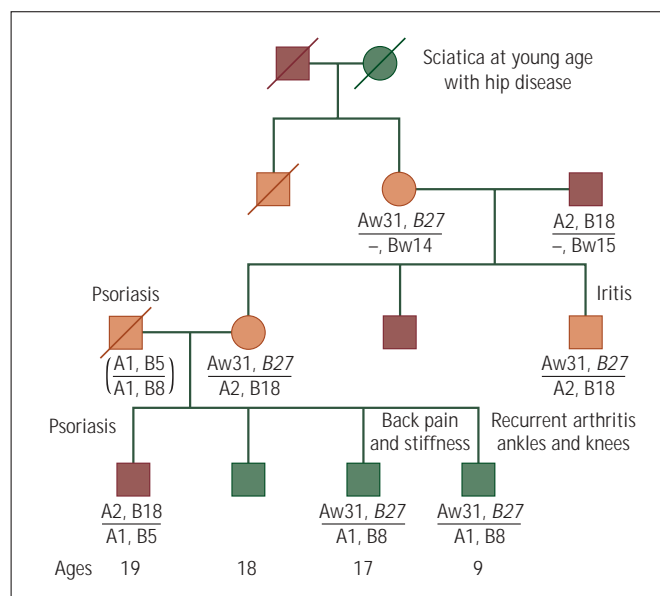 Sciatica at young age
with hip disease
Aw31, B27
–, Bw14
A2, B18
–, Bw15
Psoriasis
Iritis
(A1, B5
A1, B8)
Aw31, B27
A2, B18
Aw31, B27
A2, B18
Psoriasis
Back pain
and stiffness
Recurrent arthritis
ankles and knees
A2, B18
A1, B5
Aw31, B27
A1, B8
Aw31, B27
A1, B8
Ages 19 18 17 9